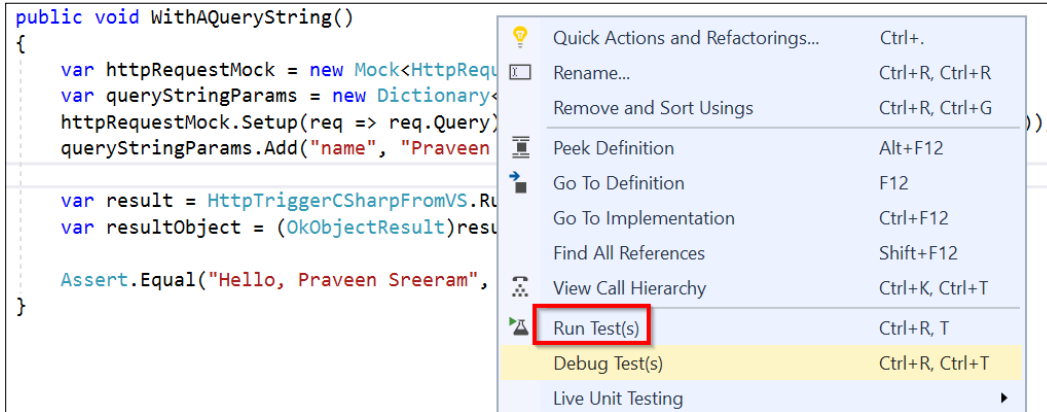 public void WithAQueryString()
{
var httpRequestMock = new Mock<HttpRequ
var queryStringParams = new Dictionary<
httpRequestMock.Setup(req => req.Query) ))
queryStringParams.Add("name", "Praveen
var result = HttpTriggerCSharpFromVS.Ru
var resultObject = (OkObjectResult)resu
Assert.Equal("Hello, Praveen Sreeram",
}
Quick Actions and Refactorings... Ctrl+.
Rename... Ctrl+R, Ctrl+R
Remove and Sort Usings Ctrl+R, Ctrl+G
Peek Definition Alt+F12
Go To Definition F12
Go To Implementation Ctrl+F12
Find All References Shift+F12
View Call Hierarchy Ctrl+K, Ctrl+T
Run Test(s) Ctrl+R, T
Debug Test(s) Ctrl+R, Ctrl+T
Live Unit Testing